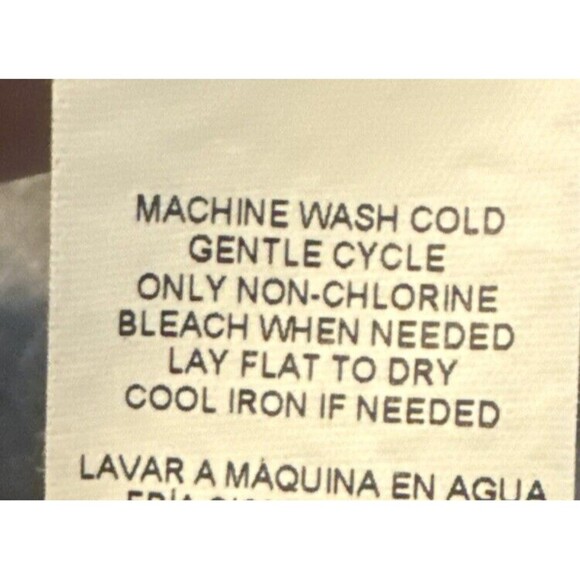 MACHINE WASH COLD
GENTLE CYCLE
ONLY NON-CHLORINE
BLEACH WHEN NEEDED
LAY FLAT TO DRY
COOL IRON IF NEEDED
LAVAR A MÁQUINA EN AGUA
FRÍA